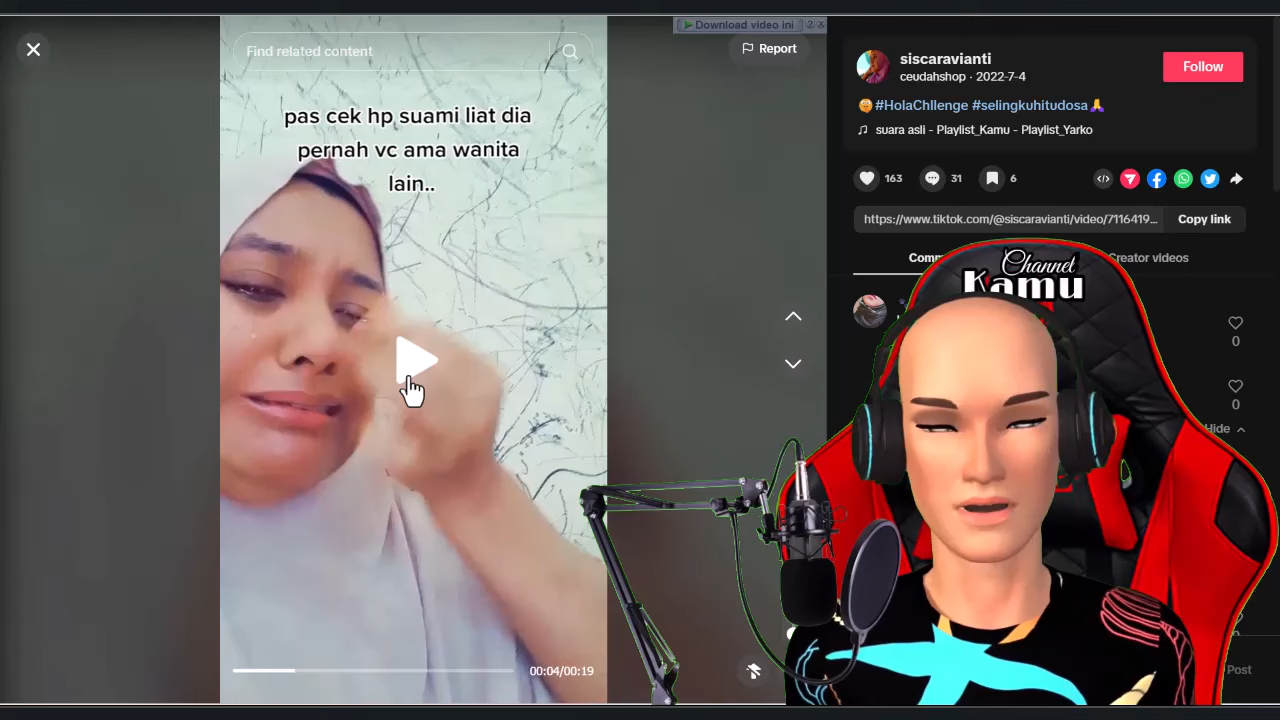 Download video ini
Find related content
Report
pas cek hp suami liat dia
pernah vc ama wanita
lain..
00:04/00:19
siscaravianti
ceudahshop · 2022-7-4
Follow
#HolaChllenge #selingkuhitudosa
suara asli - Playlist_Kamu - Playlist_Yarko
163
31
6
https://www.tiktok.com/@siscaravianti/video/7116419...
Copy link
Creator videos
Channel
Kamu
0
0
Hide
Post